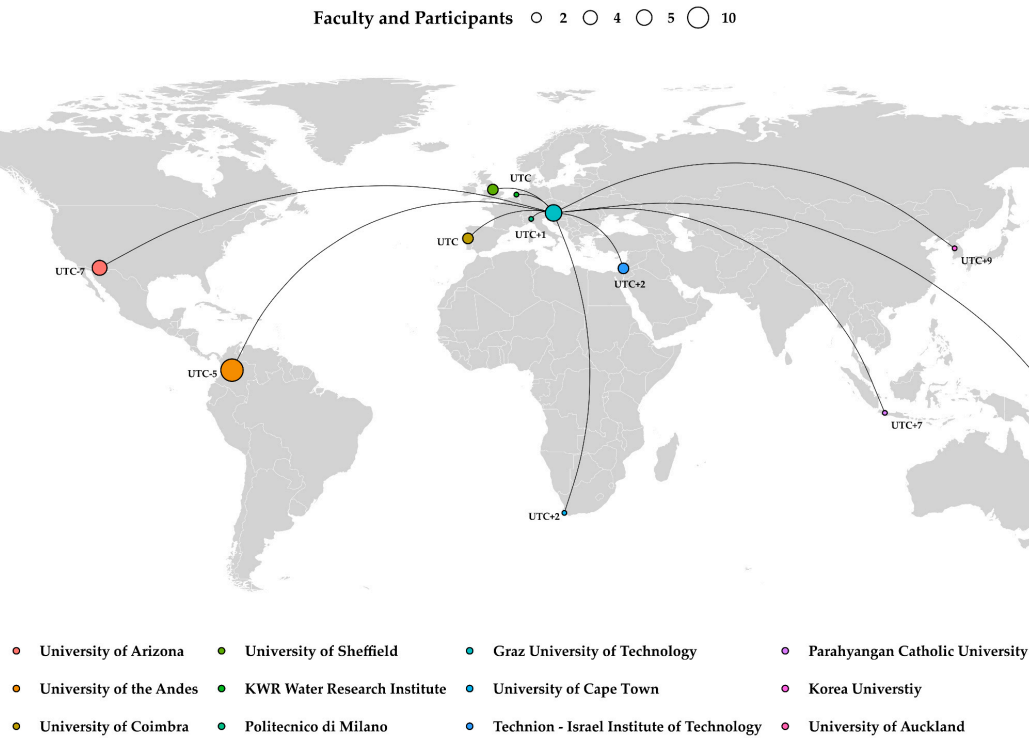 Faculty and Participants 2 4 5 10
UTC
UTC
UTC+1
UTC+9
UTC-7
UTC+2
UTC-5
UTC+7
UTC+2
University of Arizona University of Sheffield Graz University of Technology Parahyangan Catholic University
University of the Andes KWR Water Research Institute University of Cape Town Korea Universtiy
University of Coimbra Politecnico di Milano Technion - Israel Institute of Technology University of Auckland